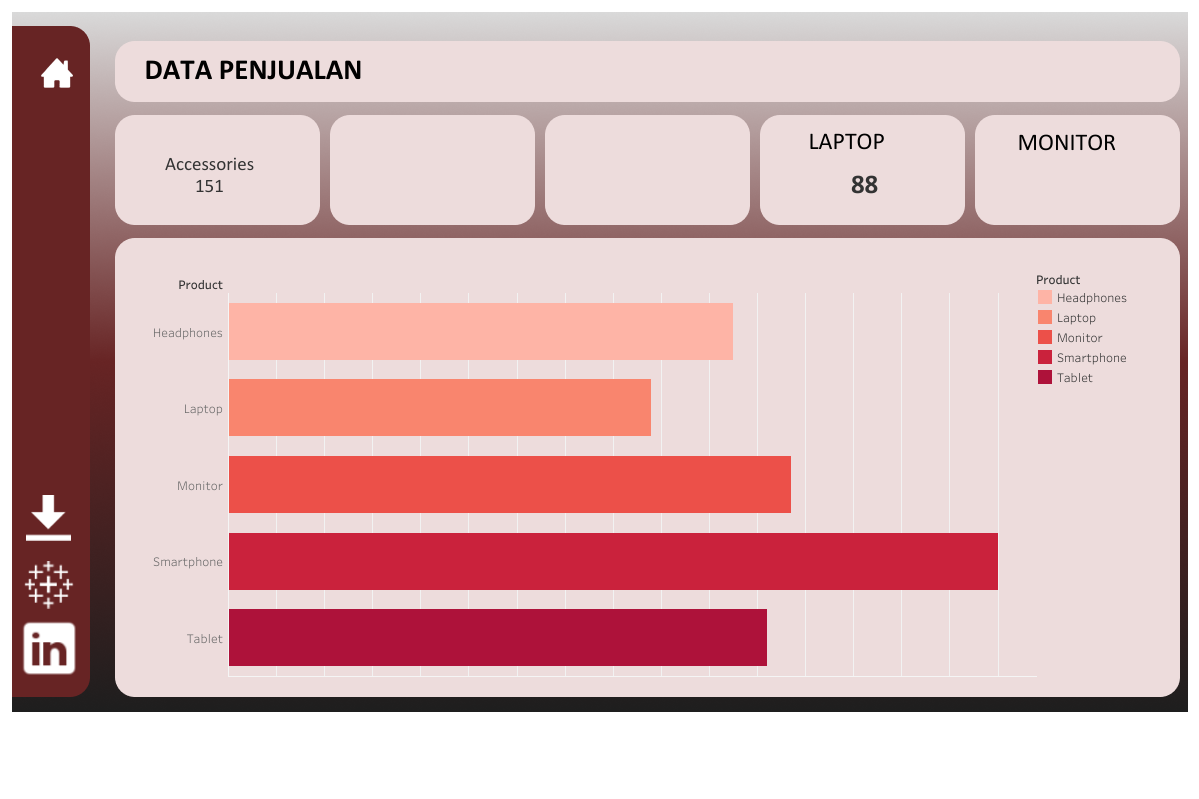 DATA PENJUALAN
Accessories
151
LAPTOP
88
MONITOR
Product
Headphones
Laptop
Monitor
Smartphone
Tablet
Product
Headphones
Laptop
Monitor
Smartphone
Tablet
in